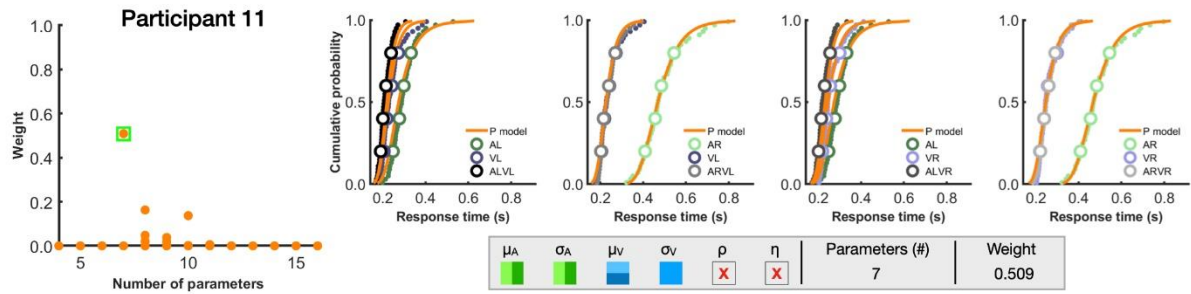 Participant 11
Weight
1.0
0.8
0.6
0.4
0.2
0.0
5
10
15
Number of parameters
Cumulative probability
1.0
0.5
0.0
P model
AL
VL
ALVL
0.2 0.4 0.6 0.8
Response time (s)
1.0
0.5
0.0
P model
AR
VL
ARVL
0.2 0.4 0.6 0.8
Response time (s)
1.0
0.5
0.0
P model
AL
VR
ALVR
0.2 0.4 0.6 0.8
Response time (s)
1.0
0.5
0.0
P model
AR
VR
ARVR
0.2 0.4 0.6 0.8
Response time (s)
μA σA μV σV ρ η Parameters (#) Weight
X X 7 0.509